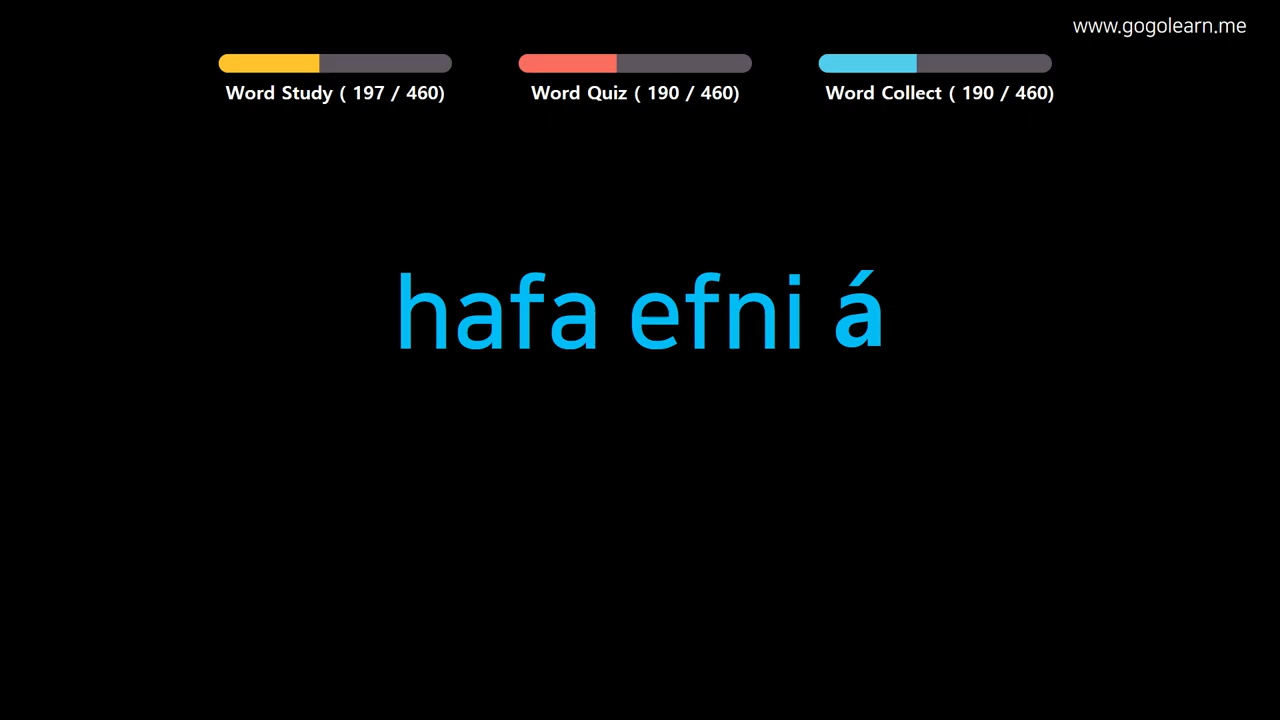 www.gogolearn.me
Word Study ( 197 / 460)
Word Quiz ( 190 / 460)
Word Collect ( 190 / 460)
hafa efni á